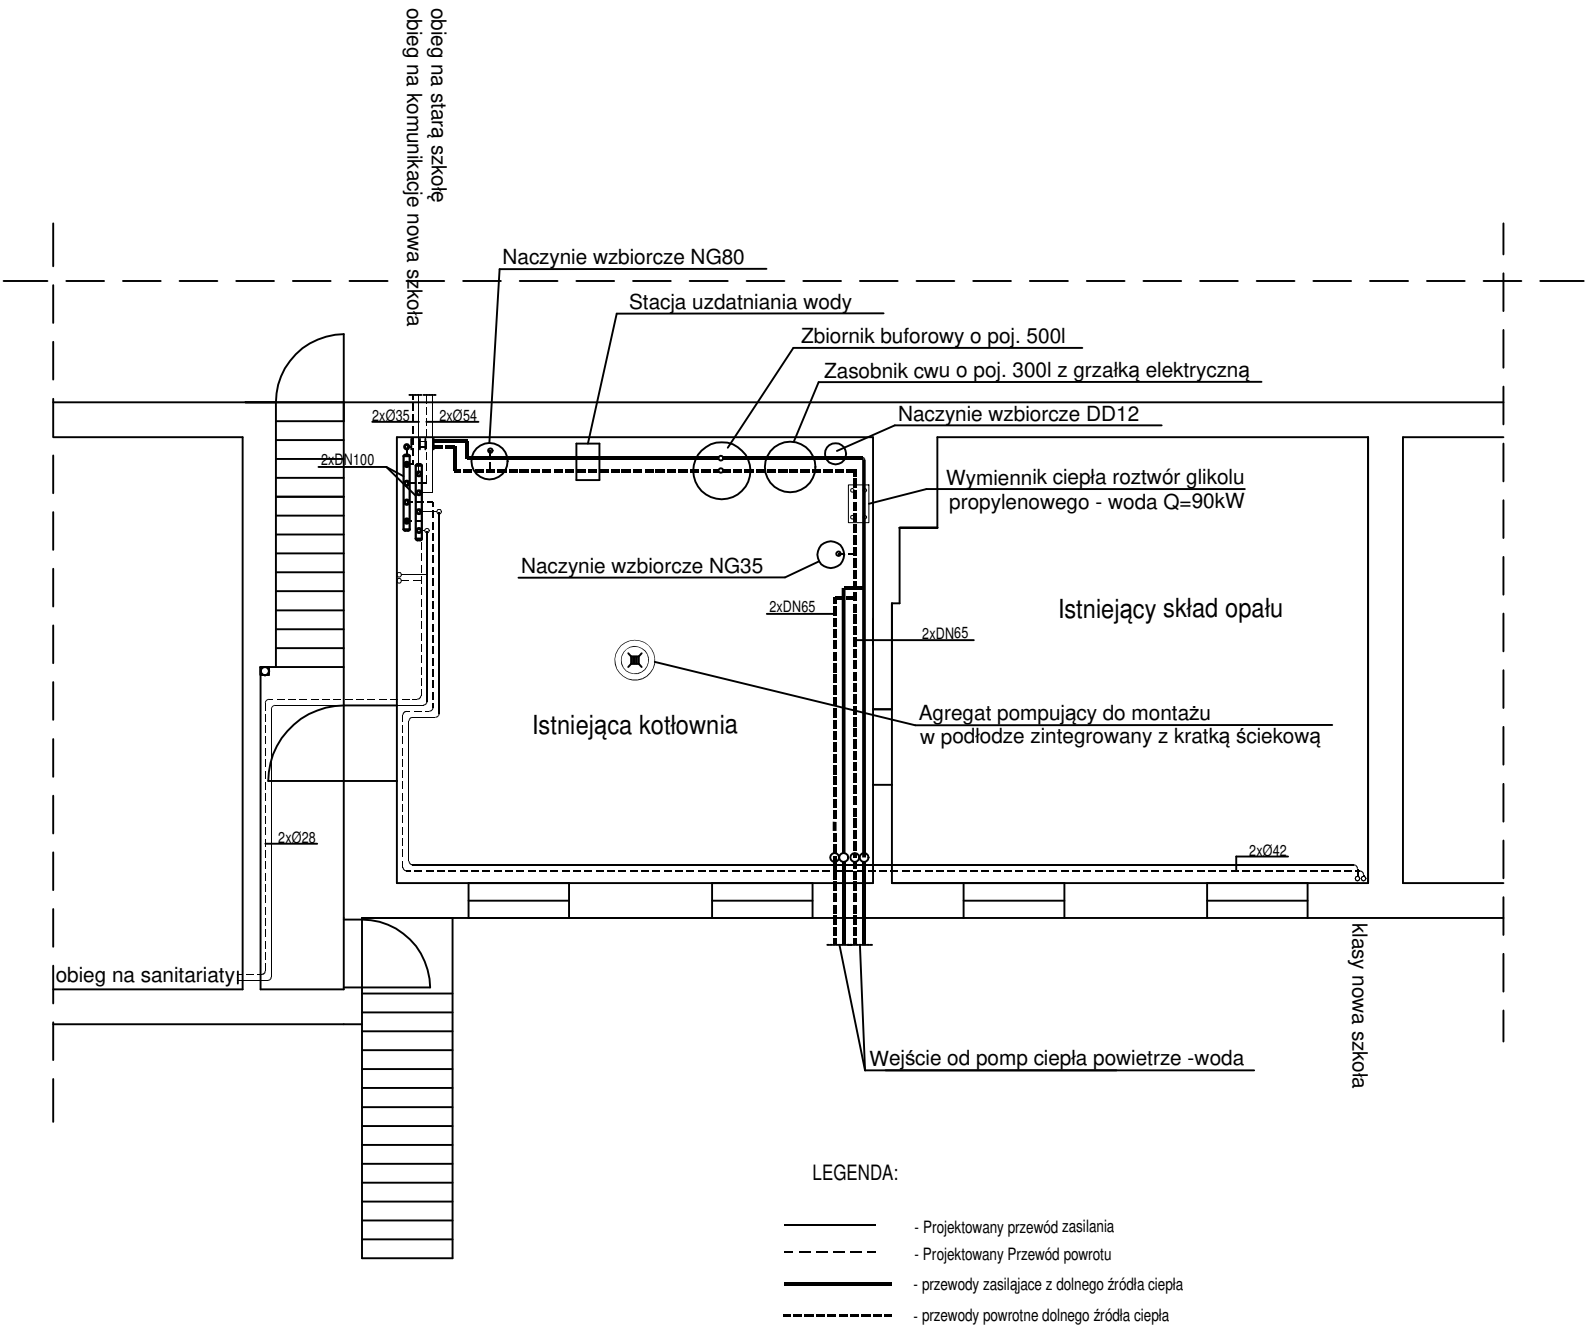 obieg na starą szkołę
obieg na komunikacje nowa szkoła
Naczynie wzbiorcze NG80
Stacja uzdatniania wody
Zbiornik buforowy o poj. 500l
Zasobnik cwu o poj. 300l z grzałką elektryczną
2xØ35
2xØ54
Naczynie wzbiorcze DD12
2xDN100
Wymiennik ciepła roztwór glikolu
propylenowego - woda Q=90kW
Naczynie wzbiorcze NG35
2xDN65
Istniejący skład opału
2xDN65
Istniejąca kotłownia
Agregat pompujący do montażu
w podłodze zintegrowany z kratką ściekową
2xØ28
2xØ42
obieg na sanitariaty
klasy nowa szkoła
Wejście od pomp ciepła powietrze -woda
LEGENDA:
- Projektowany przewód zasilania
- Projektowany Przewód powrotu
- przewody zasiląjace z dolnego źródła ciepła
- przewody powrotne dolnego źródła ciepła